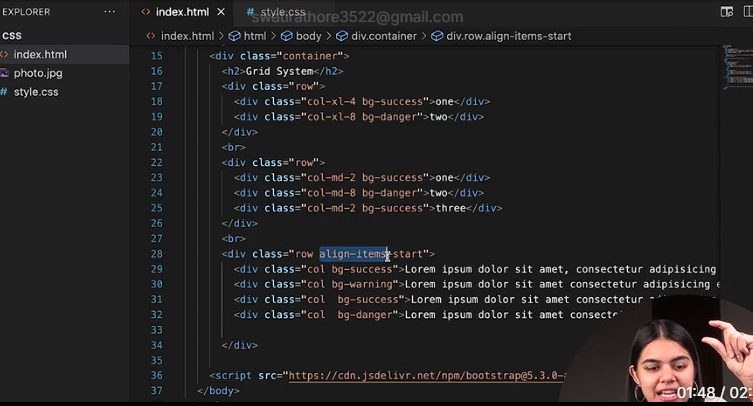 EXPLORER ···
index.html × style.css
swatirathore3522@gmail.com
index.html > html > body > div.container > div.row.align-items-start
css
index.html
photo.jpg
style.css
15 <div class="container">
16 <h2>Grid System</h2>
17 <div class="row">
18 <div class="col-xl-4 bg-success">one</div>
19 <div class="col-xl-8 bg-danger">two</div>
20 </div>
21 <br>
22 <div class="row">
23 <div class="col-md-2 bg-success">one</div>
24 <div class="col-md-8 bg-danger">two</div>
25 <div class="col-md-2 bg-success">three</div>
26 </div>
27 <br>
28 <div class="row align-items-start">
29 <div class="col bg-success">Lorem ipsum dolor sit amet, consectetur adipisicing
30 <div class="col bg-warning">Lorem ipsum dolor sit amet consectetur adipisicing e
31 <div class="col  bg-success">Lorem ipsum dolor sit amet consectetur
32 <div class="col  bg-danger">Lorem ipsum dolor sit amet
33
34 </div>
35
36 <script src="https://cdn.jsdelivr.net/npm/bootstrap@5.3.0-a
37 </body>
01:48 / 02: